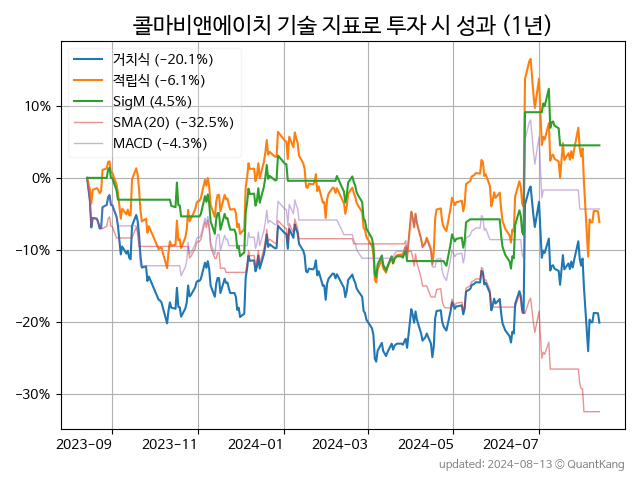 콜마비앤에이치 기술 지표로 투자 시 성과 (1년)
거치식 (−20.1%)
적립식 (−6.1%)
SigM (4.5%)
SMA(20) (−32.5%)
MACD (−4.3%)
10%
0%
−10%
−20%
−30%
2023-09 2023-11 2024-01 2024-03 2024-05 2024-07
updated: 2024-08-13 ⓒ QuantKang